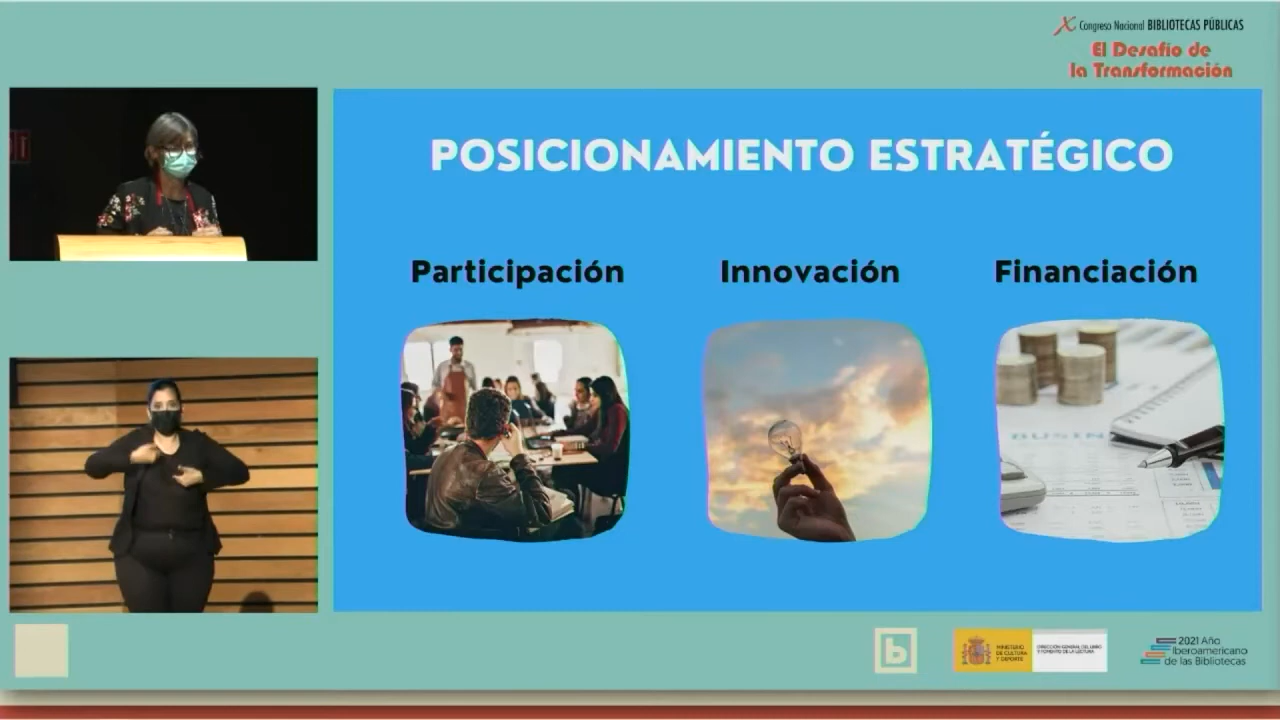 X Congreso Nacional BIBLIOTECAS PÚBLICAS
El Desafío de
la Transformación
POSICIONAMIENTO ESTRATÉGICO
Participación
Innovación
Financiación
BUSIN
b
MINISTERIO
DE CULTURA
Y DEPORTE
DIRECCIÓN GENERAL DEL LIBRO
Y FOMENTO DE LA LECTURA
2021 Año
Iberoamericano
de las Bibliotecas